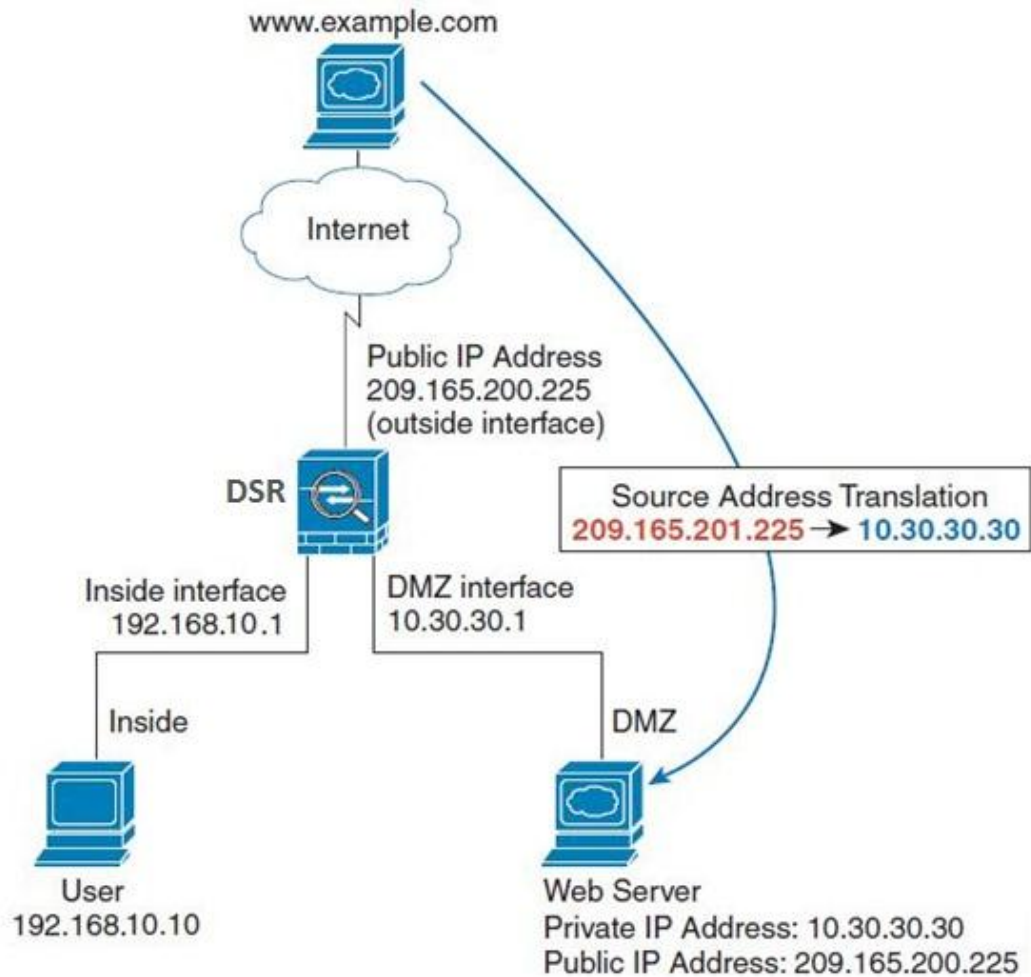 www.example.com
Internet
Public IP Address
209.165.200.225
(outside interface)
DSR
Source Address Translation
209.165.201.225 → 10.30.30.30
Inside interface
192.168.10.1
DMZ interface
10.30.30.1
Inside
DMZ
User
192.168.10.10
Web Server
Private IP Address: 10.30.30.30
Public IP Address: 209.165.200.225